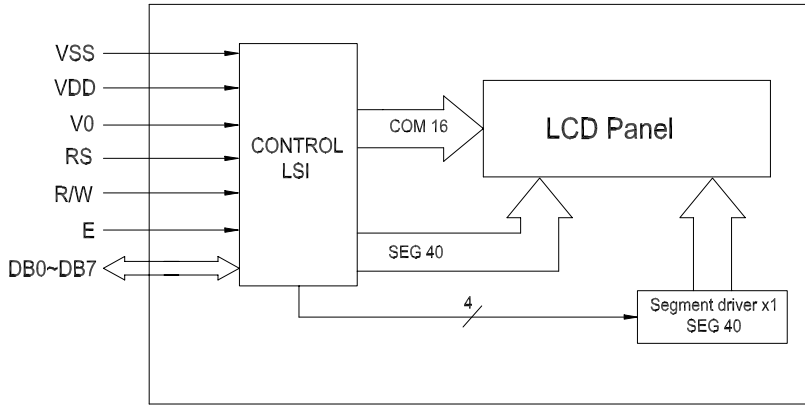 VSS
VDD
V0
RS
R/W
E
DB0~DB7
CONTROL
LSI
COM 16
SEG 40
LCD Panel
4
Segment driver x1
SEG 40